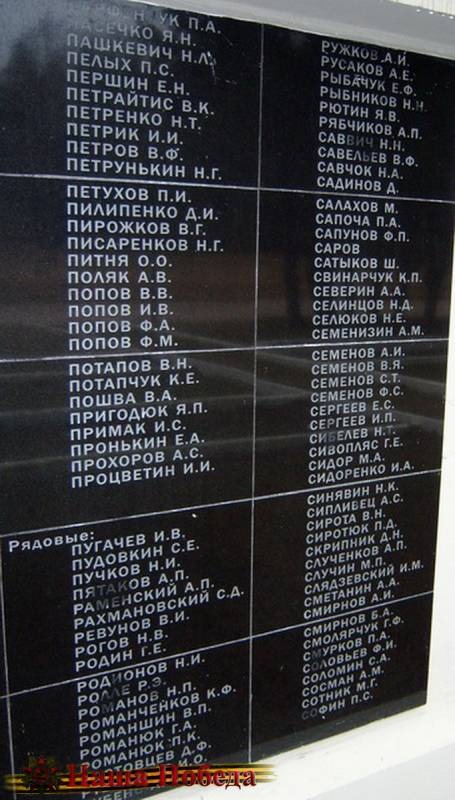 ПАСЕЧКО Я.Н.
ПАШКЕВИЧ Н.Л.
ПЕЛЫХ П.С.
ПЕРШИН Е.Н.
ПЕТРАЙТИС В.К.
ПЕТРЕНКО Н.Т.
ПЕТРИК И.И.
ПЕТРОВ В.Ф.
ПЕТРУНЬКИН Н.Г.
ПЕТУХОВ П.И.
ПИЛИПЕНКО Д.И.
ПИРОЖКОВ В.Г.
ПИСАРЕНКОВ Н.Г.
ПИТНЯ О.О.
ПОЛЯК А.В.
ПОПОВ В.В.
ПОПОВ И.В.
ПОПОВ Ф.А.
ПОПОВ Ф.М.
ПОТАПОВ В.Н.
ПОТАПЧУК К.Е.
ПОШВА В.А.
ПРИГОДЮК Я.П.
ПРИМАК И.С.
ПРОНЬКИН Е.А.
ПРОХОРОВ А.С.
ПРОЦВЕТИН И.И.
Рядовые:
ПУГАЧЕВ И.В.
ПУДОВКИН С.Е.
ПУЧКОВ Н.И.
ПЯТАКОВ А.П.
РАМЕНСКИЙ А.П.
РАХМАНОВСКИЙ С.Д.
РЕВУНОВ В.И.
РОГОВ Н.В.
РОДИН Г.Е.
РОДИОНОВ Н.И.
РОЛЛЕ Р.Э.
РОМАНОВ Н.П.
РОМАНЧЕНКОВ К.Ф.
РОМАНШИН В.П.
РОМАНЮК Г.А.
РОМАНЮК П.К.
Д.Ф.
И.О.
РУЖКОВ А.И.
РУСАКОВ А.Е.
РЫБАЧУК Е.Ф.
РЫБНИКОВ Н.Н.
РЮТИН Я.В.
РЯБЧИКОВ А.П.
САВВИЧ Н.Н.
САВЕЛЬЕВ В.Ф.
САВЧОК Н.А.
САДИНОВ Д.
САЛАХОВ М.
САПОЧА П.А.
САПУНОВ Ф.П.
САРОВ
САТЫКОВ Ш.
СВИНАРЧУК К.П.
СЕВЕРИН А.А.
СЕЛИНЦОВ Н.Д.
СЕЛЮКОВ Н.Е.
СЕМЕНИЗИН А.М.
СЕМЕНОВ А.И.
СЕМЕНОВ В.Я.
СЕМЕНОВ С.Т.
СЕМЕНОВ Ф.С.
СЕРГЕЕВ Е.С.
СЕРГЕЕВ И.П.
СИБЕЛЕВ Н.Т.
СИВОПЛЯС Г.Е.
СИДОР М.А.
СИДОРЕНКО И.А.
СИНЯВИН Н.К.
СИПЛИВЕЦ А.С.
СИРОТА В.Н.
СИРОТЮК П.Д.
СКРИПНИК Д.Н.
СЛУЧЕНКОВ А.П.
СЛУЧИН М.П.
СЛЯДЗЕВСКИЙ И.М.
СМЕТАНИН А.А.
СМИРНОВ А.И.
СМИРНОВ Б.А.
СМОЛЯРЧУК Г.Ф.
СМУРКОВ П.А.
СОЛОВЬЕВ Ф.И.
СОЛОМИН С.А.
СОСМАН А.М.
СОТНИК М.Г.
СОФИН П.С.
Наша Победа